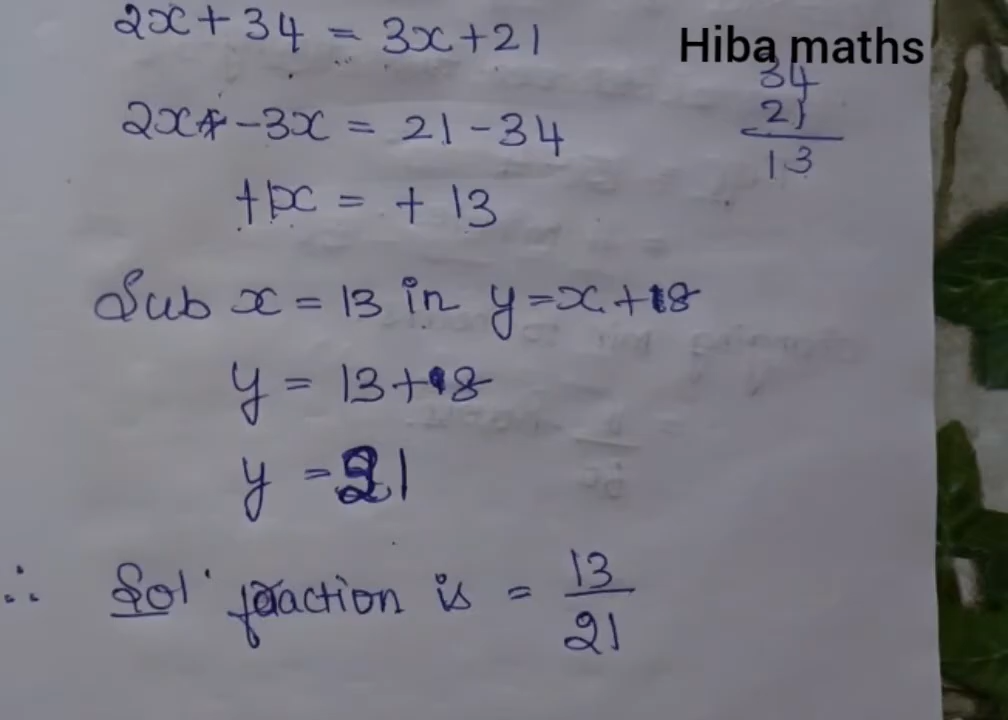 2x + 34 = 3x + 21
Hiba maths
34
21
13
2x - 3x = 21 - 34
+1x = + 13
Sub x = 13 in y = x + 8
y = 13 + 8
y = 21
∴ Sol' fraction is = 13/21